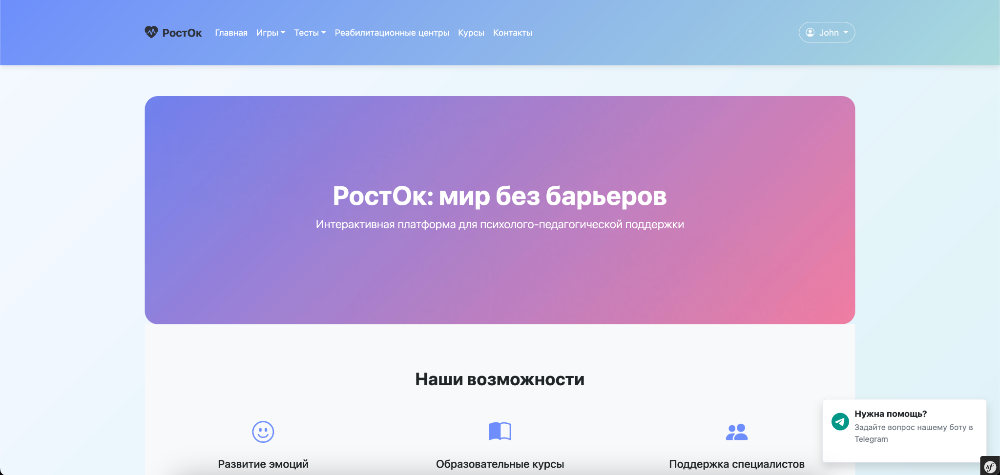 РостОк
Главная
Игры
Тесты
Реабилитационные центры
Курсы
Контакты
John
РостОк: мир без барьеров
Интерактивная платформа для психолого-педагогической поддержки
Наши возможности
Развитие эмоций
Образовательные курсы
Поддержка специалистов
Нужна помощь?
Задайте вопрос нашему боту в
Telegram
sf